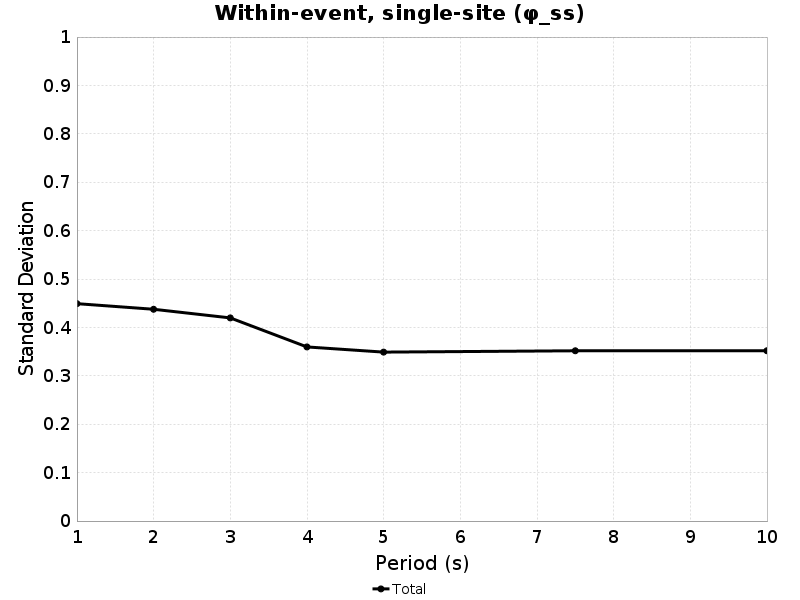 Within-event, single-site (φ_ss)
1
0.9
0.8
0.7
0.6
0.5
0.4
0.3
0.2
0.1
0
Standard Deviation
1 2 3 4 5 6 7 8 9 10
Period (s)
Total